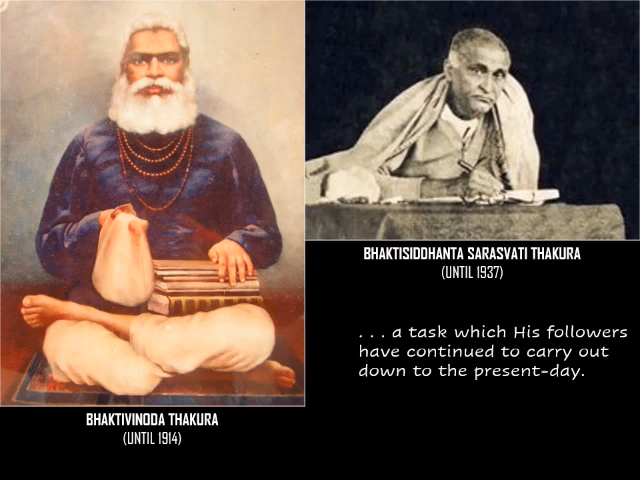 BHAKTISIDDHANTA SARASVATI THAKURA
(UNTIL 1937)
. . . a task which His followers
have continued to carry out
down to the present-day.
BHAKTIVINODA THAKURA
(UNTIL 1914)